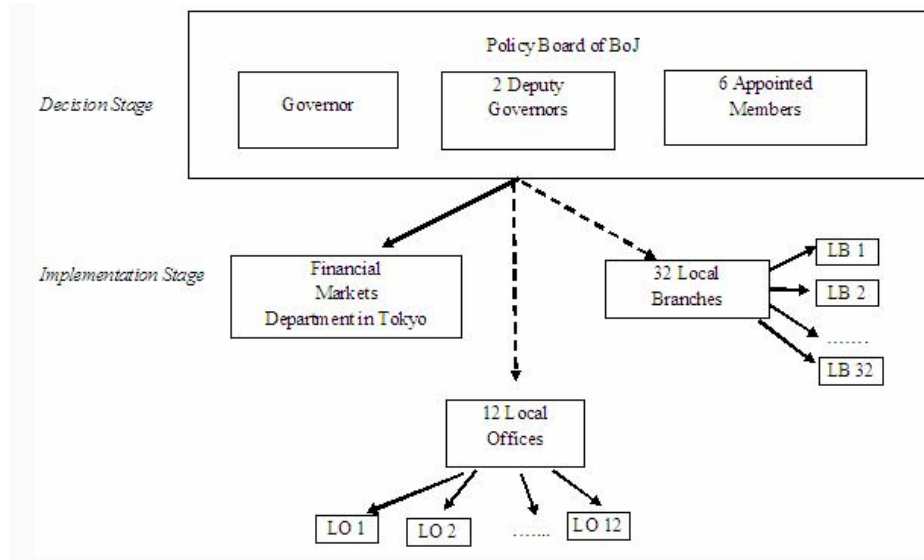 Policy Board of BoJ
Decision Stage
Governor
2 Deputy
Governors
6 Appointed
Members
Implementation Stage
Financial
Markets
Department in Tokyo
32 Local
Branches
LB 1
LB 2
........
LB 32
12 Local
Offices
LO 1
LO 2
.......
LO 12